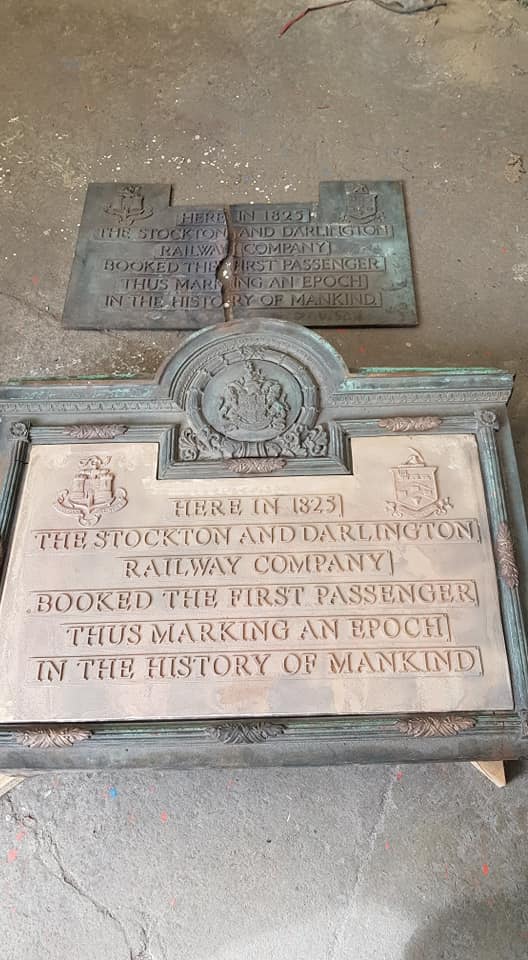 HERE IN 1825
THE STOCKTON AND DARLINGTON
RAILWAY COMPANY
BOOKED THE FIRST PASSENGER
THUS MARKING AN EPOCH
IN THE HISTORY OF MANKIND.
HERE IN 1825
THE STOCKTON AND DARLINGTON
RAILWAY COMPANY
BOOKED THE FIRST PASSENGER
THUS MARKING AN EPOCH
IN THE HISTORY OF MANKIND